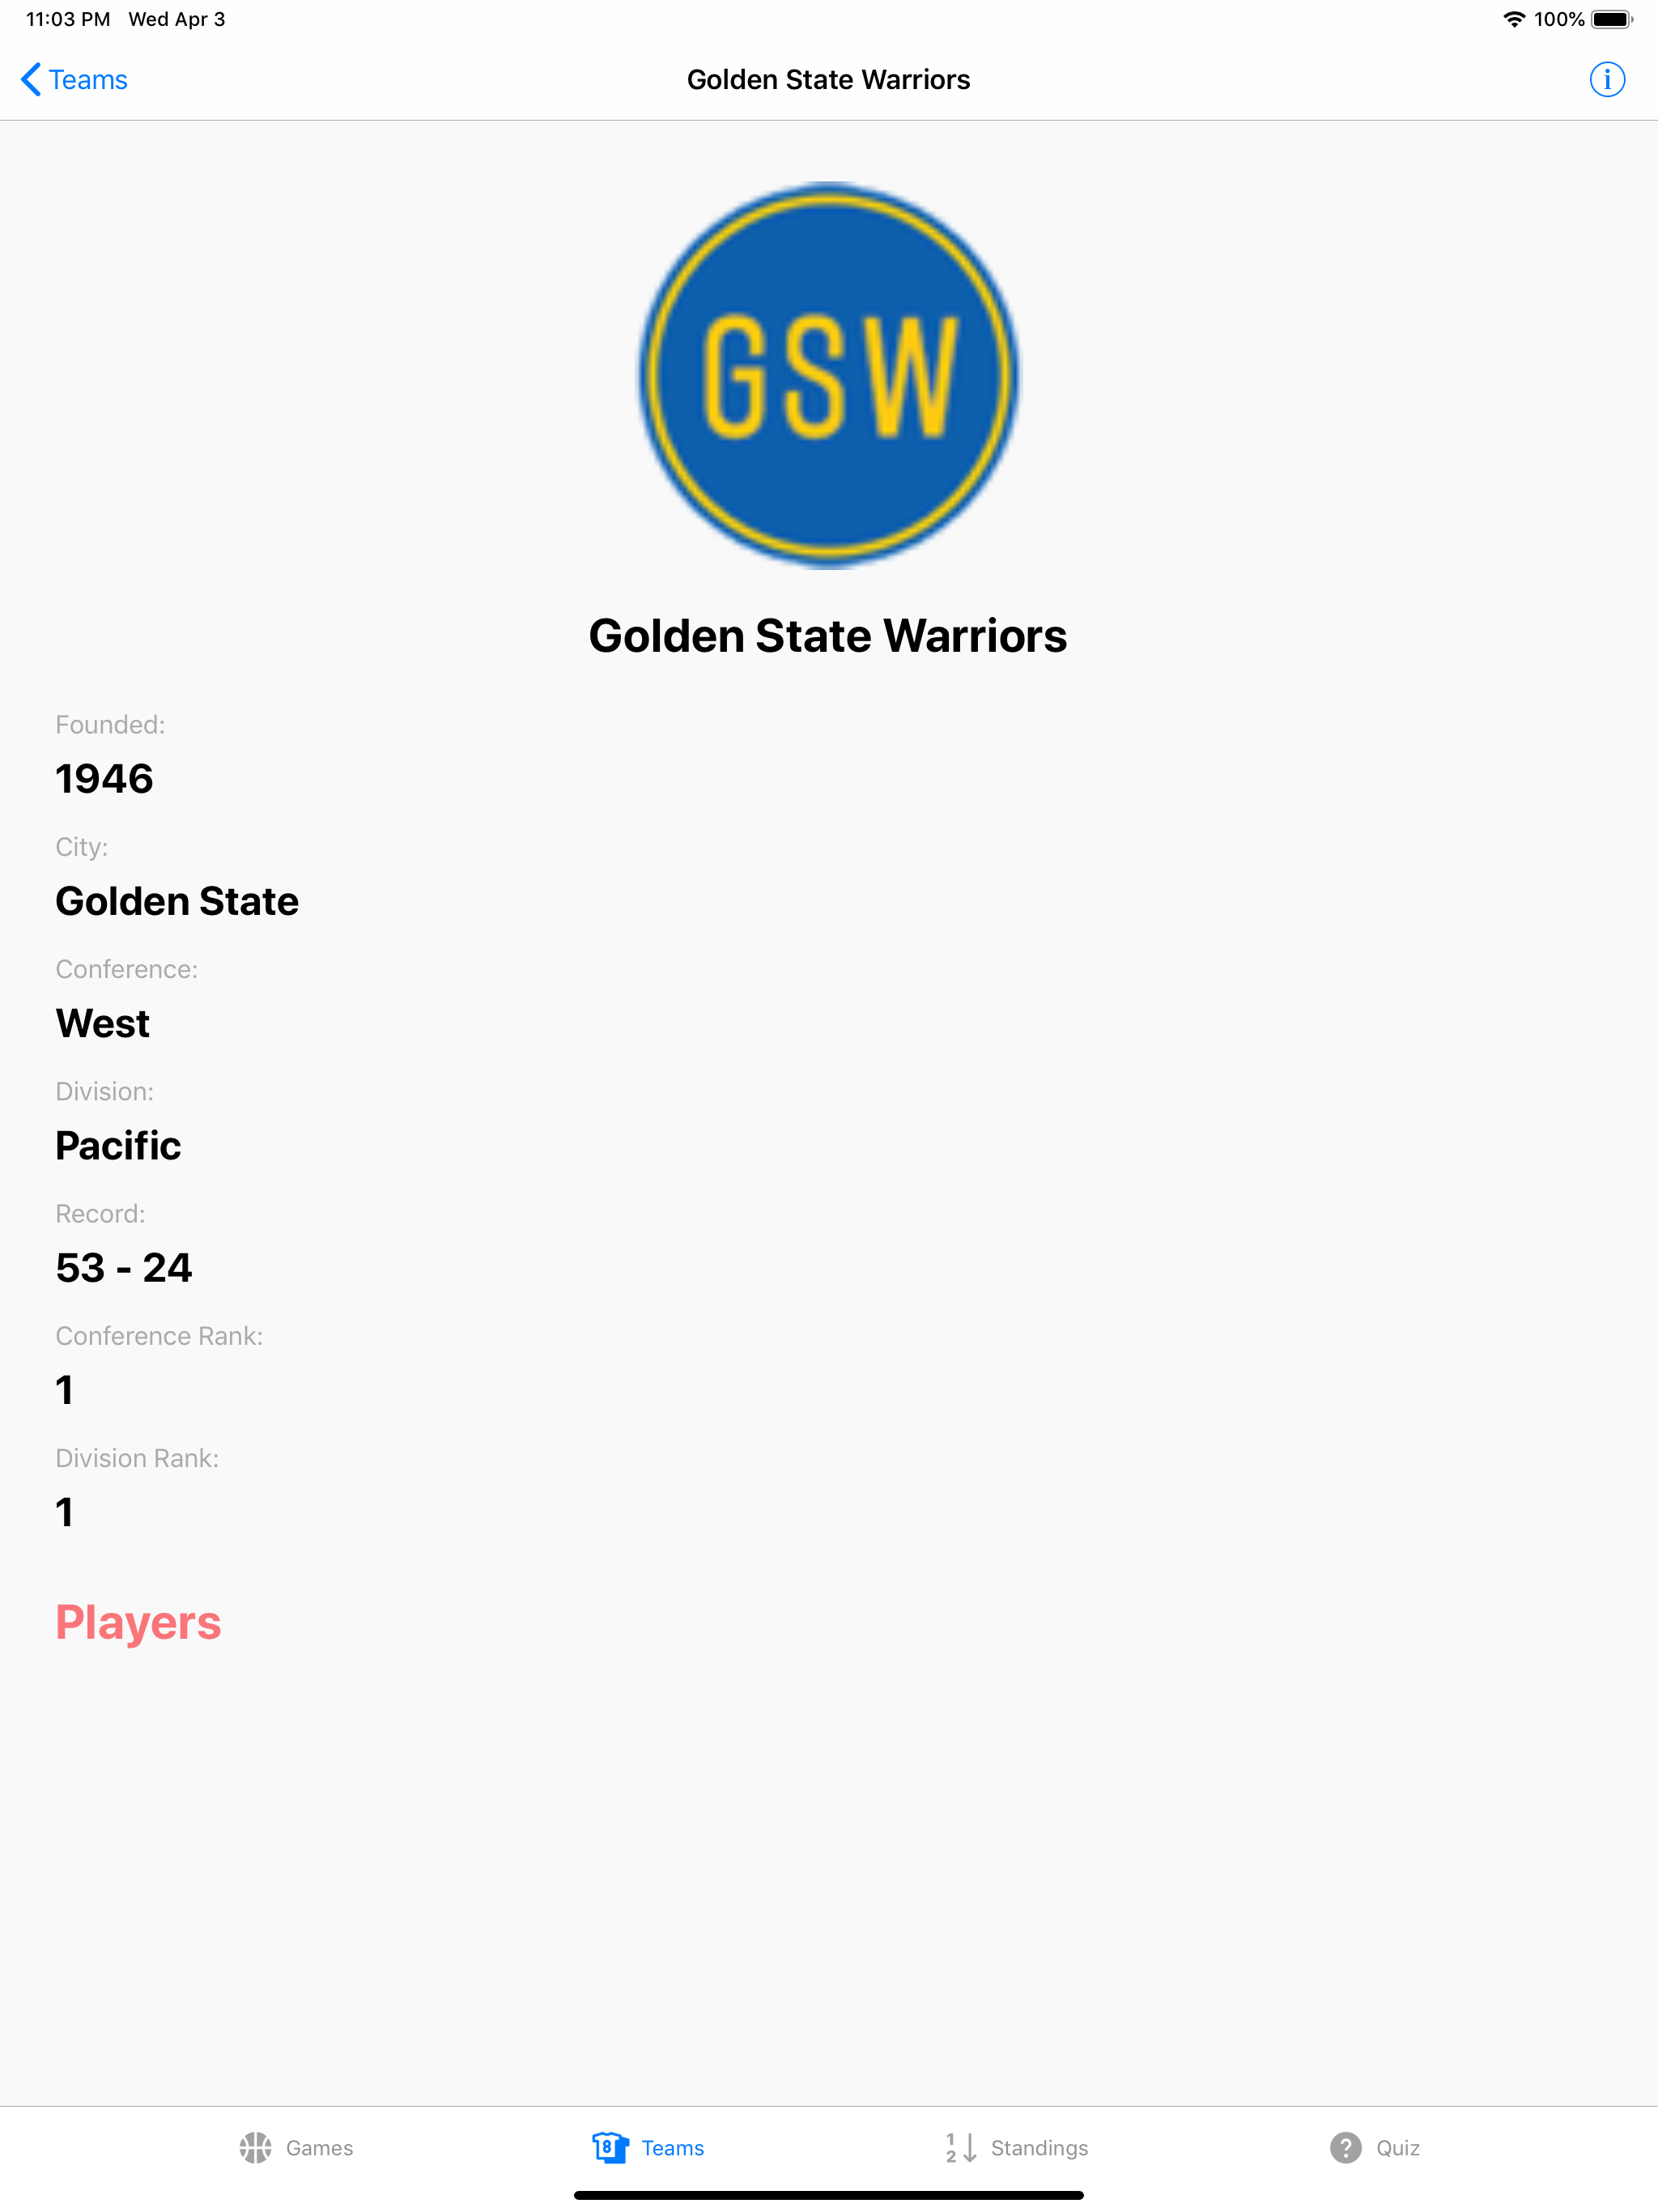 11:03 PM Wed Apr 3 100%
Teams Golden State Warriors i
GSW
Golden State Warriors
Founded:
1946
City:
Golden State
Conference:
West
Division:
Pacific
Record:
53 - 24
Conference Rank:
1
Division Rank:
1
Players
Games 8 Teams 1 2 Standings ? Quiz